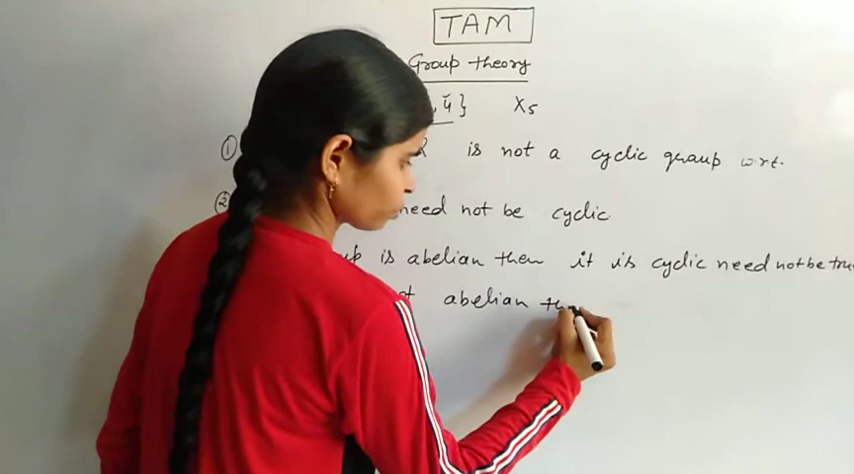 TAM
Group theory
, 4̄ } X₅
① is not a cyclic group w.r.t.
② need not be cyclic
is abelian then it is cyclic need not be true
abelian